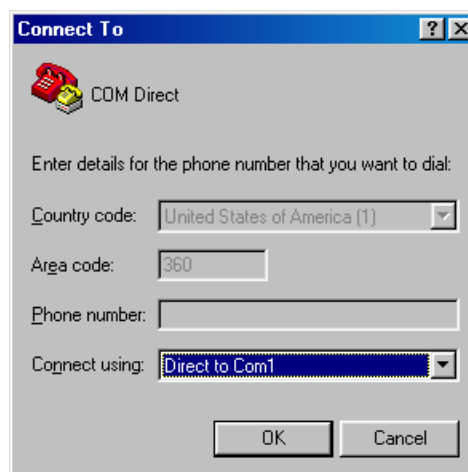 Connect To
COM Direct
Enter details for the phone number that you want to dial:
Country code: United States of America (1)
Area code: 360
Phone number:
Connect using: Direct to Com1
OK Cancel